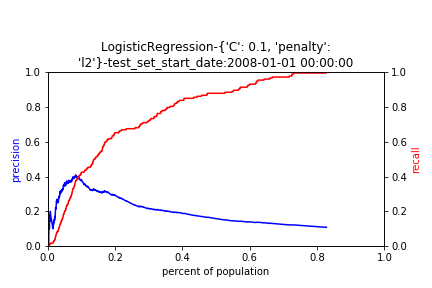 LogisticRegression-{'C': 0.1, 'penalty':
'l2'}-test_set_start_date:2008-01-01 00:00:00
1.0
0.8
0.6
0.4
0.2
0.0
precision
1.0
0.8
0.6
0.4
0.2
0.0
recall
0.0 0.2 0.4 0.6 0.8 1.0
percent of population